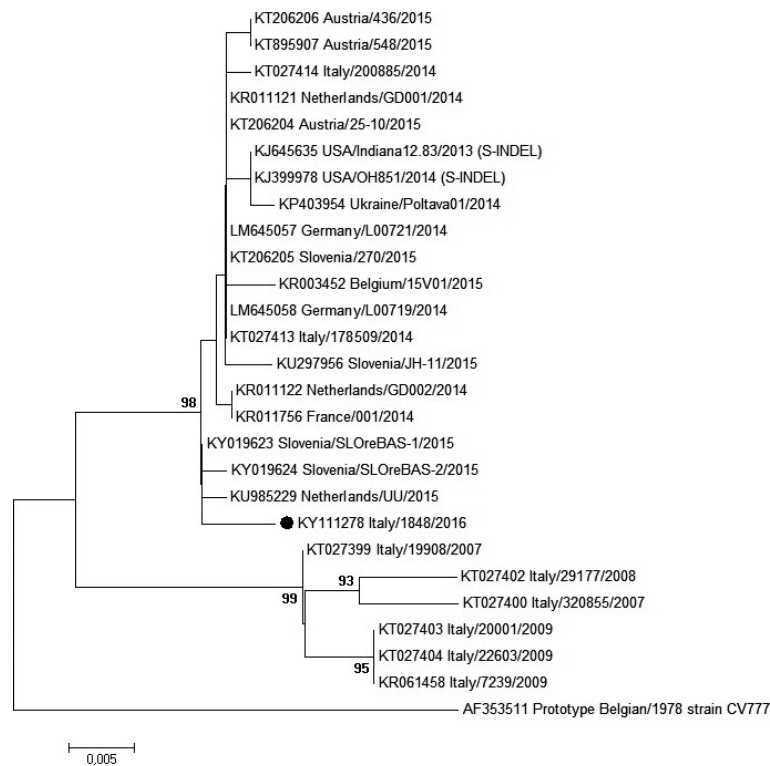 KT206206 Austria/436/2015
KT895907 Austria/548/2015
KT027414 Italy/200885/2014
KR011121 Netherlands/GD001/2014
KT206204 Austria/25-10/2015
KJ645635 USA/Indiana12.83/2013 (S-INDEL)
KJ399978 USA/OH851/2014 (S-INDEL)
KP403954 Ukraine/Poltava01/2014
LM645057 Germany/L00721/2014
KT206205 Slovenia/270/2015
KR003452 Belgium/15V01/2015
LM645058 Germany/L00719/2014
KT027413 Italy/178509/2014
KU297956 Slovenia/JH-11/2015
KR011122 Netherlands/GD002/2014
98
KR011756 France/001/2014
KY019623 Slovenia/SLOreBAS-1/2015
KY019624 Slovenia/SLOreBAS-2/2015
KU985229 Netherlands/UU/2015
KY111278 Italy/1848/2016
KT027399 Italy/19908/2007
93
KT027402 Italy/29177/2008
99
KT027400 Italy/320855/2007
KT027403 Italy/20001/2009
KT027404 Italy/22603/2009
95
KR061458 Italy/7239/2009
AF353511 Prototype Belgian/1978 strain CV777
0,005